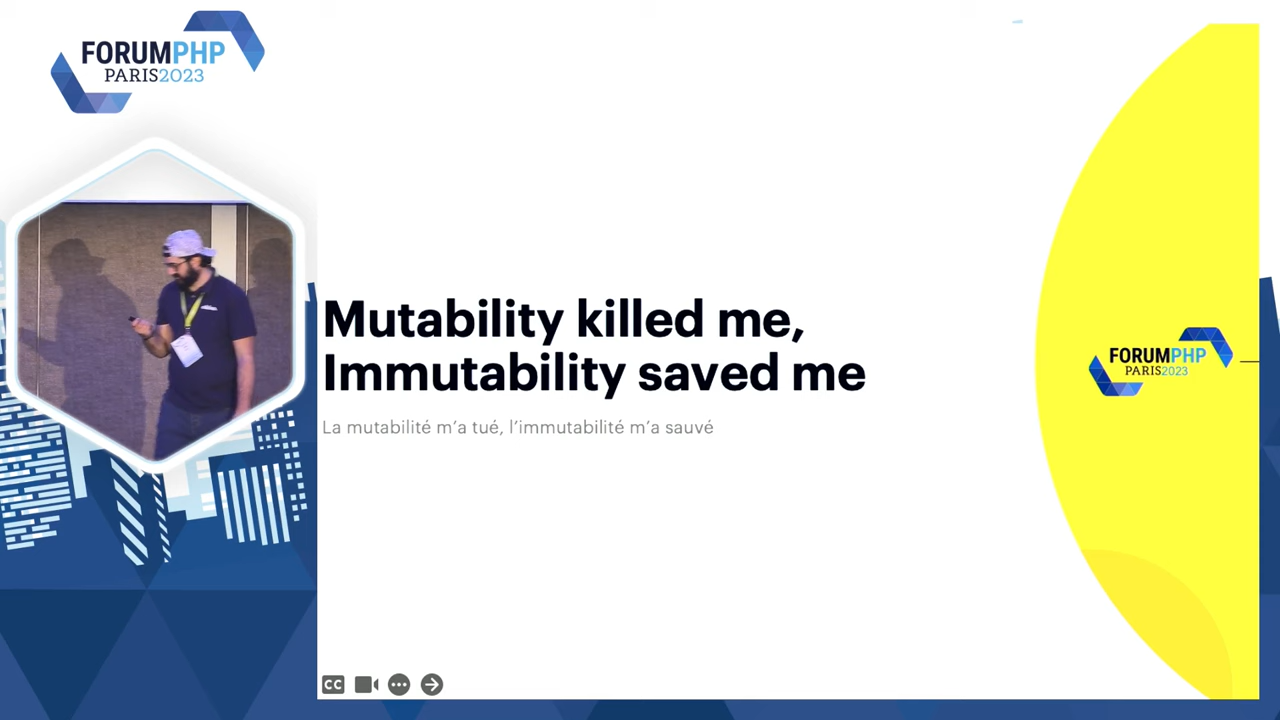 FORUMPHP
PARIS2023
Mutability killed me,
Immutability saved me
La mutabilité m’a tué, l’immutabilité m’a sauvé
FORUMPHP
PARIS2023
CC